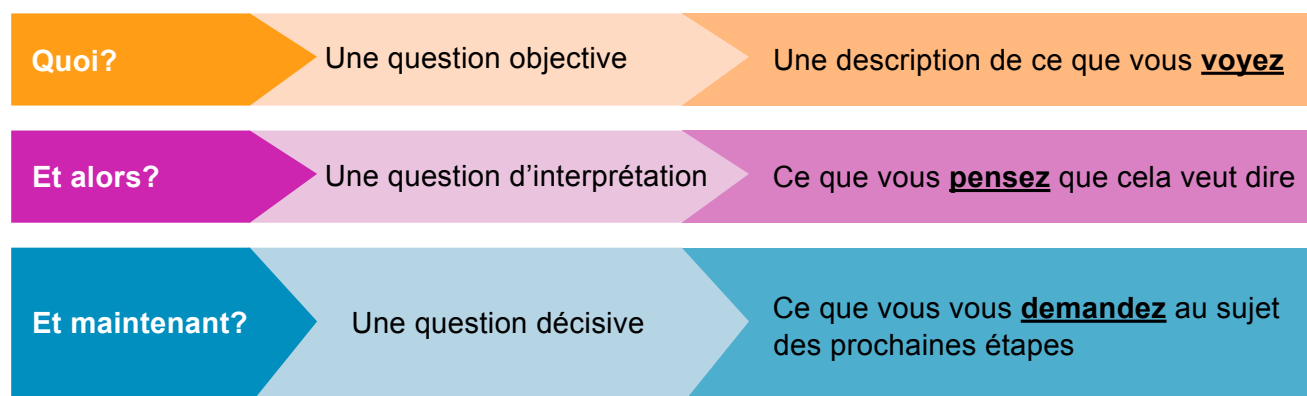 Quoi?
Une question objective
Une description de ce que vous voyez
Et alors?
Une question d’interprétation
Ce que vous pensez que cela veut dire
Et maintenant?
Une question décisive
Ce que vous vous demandez au sujet
des prochaines étapes